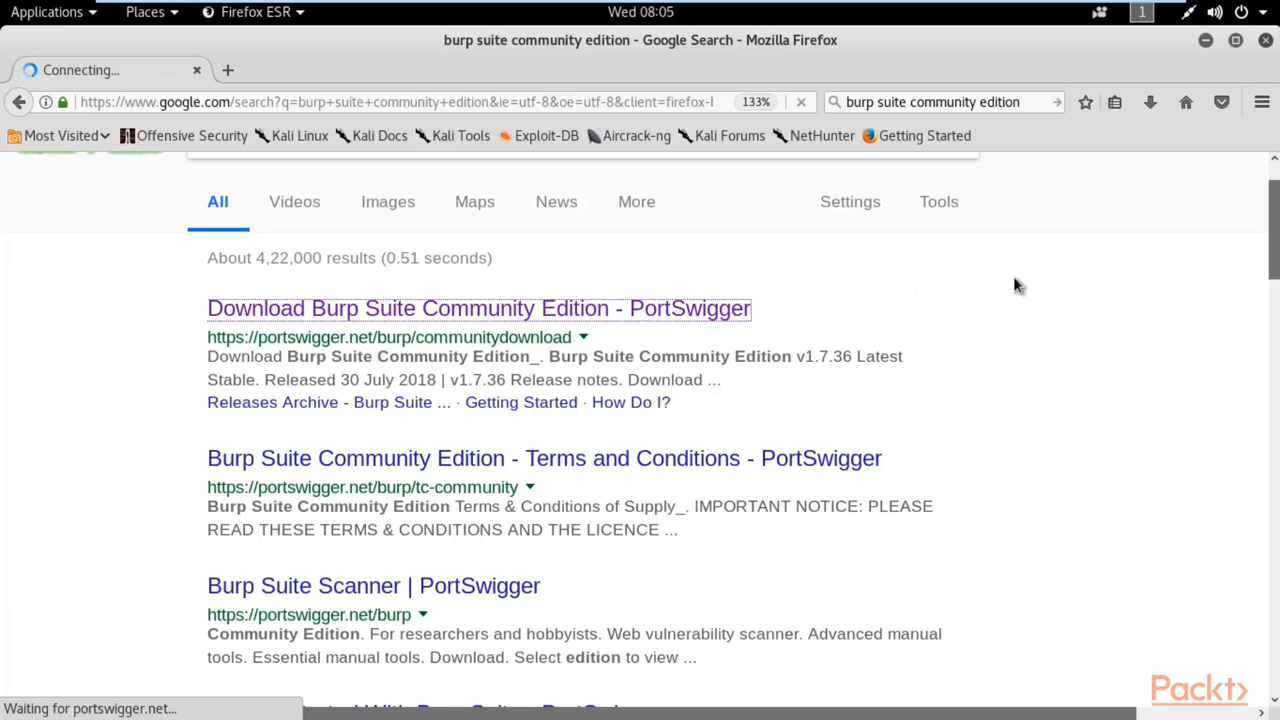 Applications Places Firefox ESR Wed 08:05 1
burp suite community edition - Google Search - Mozilla Firefox
Connecting...
https://www.google.com/search?q=burp+suite+community+edition&ie=utf-8&oe=utf-8&client=firefox-l 133% burp suite community edition
Most Visited Offensive Security Kali Linux Kali Docs Kali Tools Exploit-DB Aircrack-ng Kali Forums NetHunter Getting Started
All Videos Images Maps News More Settings Tools
About 4,22,000 results (0.51 seconds)
Download Burp Suite Community Edition - PortSwigger
https://portswigger.net/burp/communitydownload
Download Burp Suite Community Edition_. Burp Suite Community Edition v1.7.36 Latest
Stable. Released 30 July 2018 | v1.7.36 Release notes. Download ...
Releases Archive - Burp Suite ... · Getting Started · How Do I?
Burp Suite Community Edition - Terms and Conditions - PortSwigger
https://portswigger.net/burp/tc-community
Burp Suite Community Edition Terms & Conditions of Supply_. IMPORTANT NOTICE: PLEASE
READ THESE TERMS & CONDITIONS AND THE LICENCE ...
Burp Suite Scanner | PortSwigger
https://portswigger.net/burp
Community Edition. For researchers and hobbyists. Web vulnerability scanner. Advanced manual
tools. Essential manual tools. Download. Select edition to view ...
Packt>
Waiting for portswigger.net...